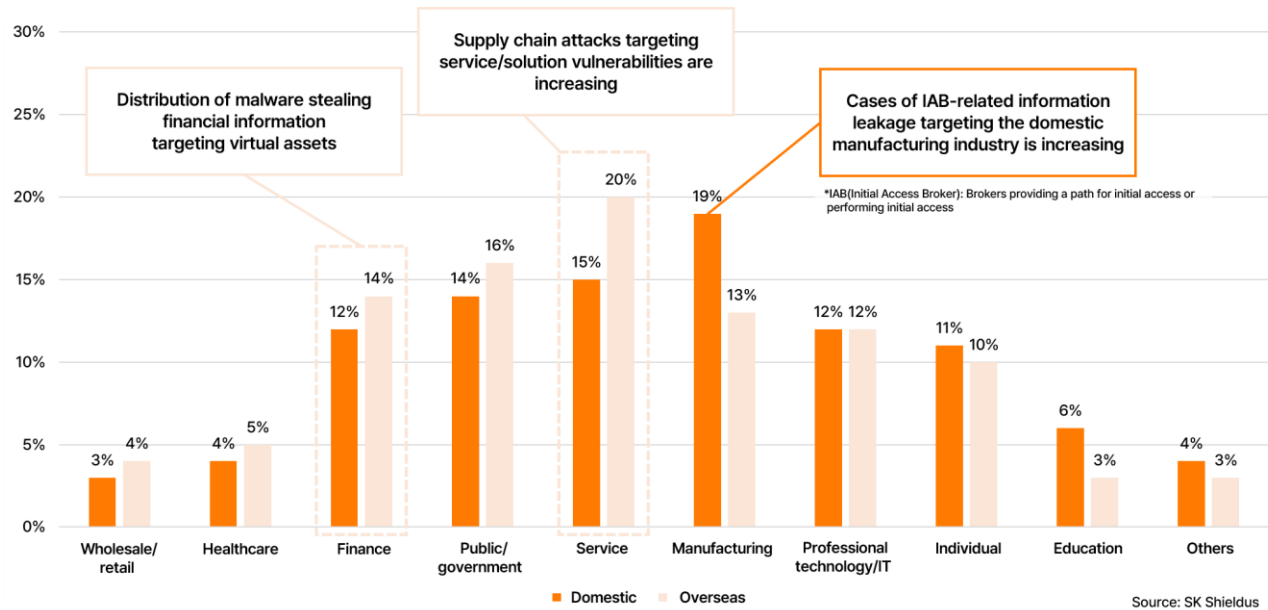 30%
25%
20%
15%
10%
5%
0%
Distribution of malware stealing
financial information
targeting virtual assets
Supply chain attacks targeting
service/solution vulnerabilities are
increasing
Cases of IAB-related information
leakage targeting the domestic
manufacturing industry is increasing
*IAB(Initial Access Broker): Brokers providing a path for initial access or
performing initial access
3%
4%
4%
5%
12%
14%
14%
16%
15%
20%
19%
13%
12%
12%
11%
10%
6%
3%
4%
3%
Wholesale/
retail
Healthcare
Finance
Public/
government
Service
Manufacturing
Professional
technology/IT
Individual
Education
Others
Domestic
Overseas
Source: SK Shieldus